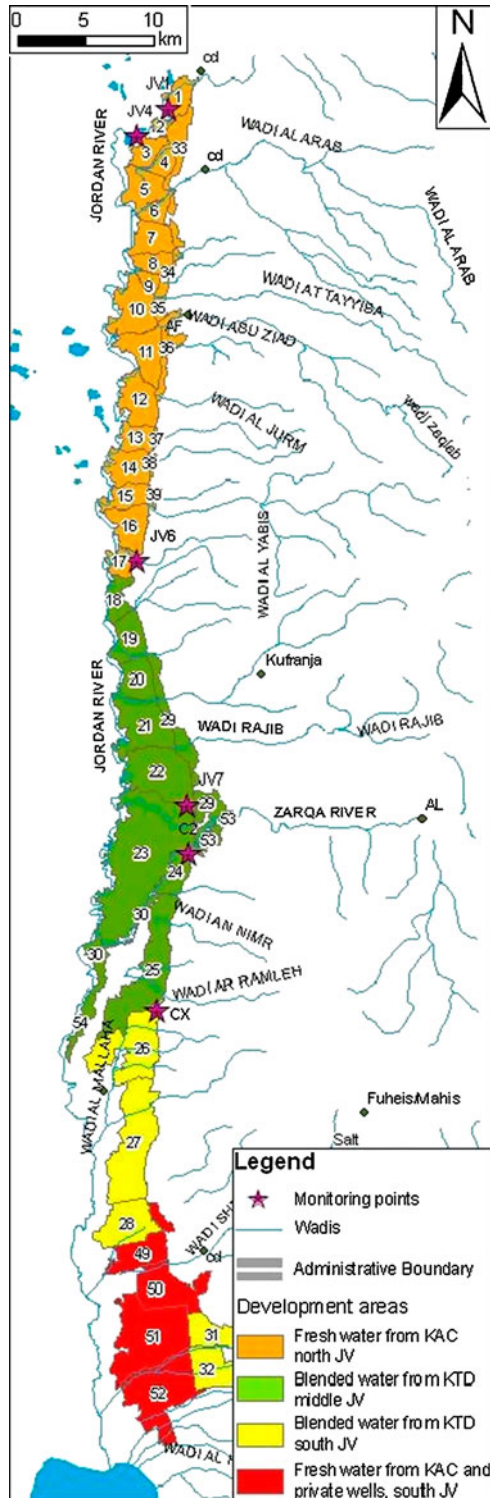 0 5 10
km
N
cd
JV1
1
JV4
2
33
3
4
WADI AL ARAB
JORDAN RIVER
cd
5
6
WADI AL ARAB
7
8
34
9
WADI AT TAYYIBA
10
35
AF
WADI ABU ZIAD
11
36
12
wadi zaqlab
13
37
WADI AL JURM
14
38
15
39
16
JV6
WADI AL YABIS
17
18
19
Kufranja
20
JORDAN RIVER
21
29
WADI RAJIB
WADI RAJIB
22
JV7
29
53
ZARQA RIVER
AL
C2
53
23
24
30
WADI AN NIMR
30
25
WADI AR RAMLEH
54
CX
26
WADI AL MALLAHA
Fuheis/Mahis
27
Salt
28
WADI SH
cd
49
50
51
31
32
52
WADI AL
Legend
Monitoring points
Wadis
Administrative Boundary
Development areas
Fresh water from KAC
north JV
Blended water from KTD
middle JV
Blended water from KTD
south JV
Fresh water from KAC and
private wells, south JV